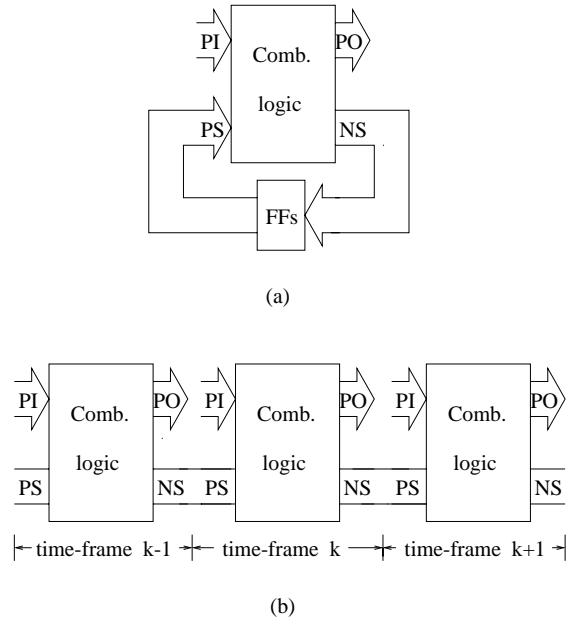 PI
PO
Comb.
logic
PS
NS
FFs
(a)
PI Comb. PO PI Comb. PO PI Comb. PO
logic logic logic
PS NS PS NS PS NS
time-frame k-1 time-frame k time-frame k+1
(b)